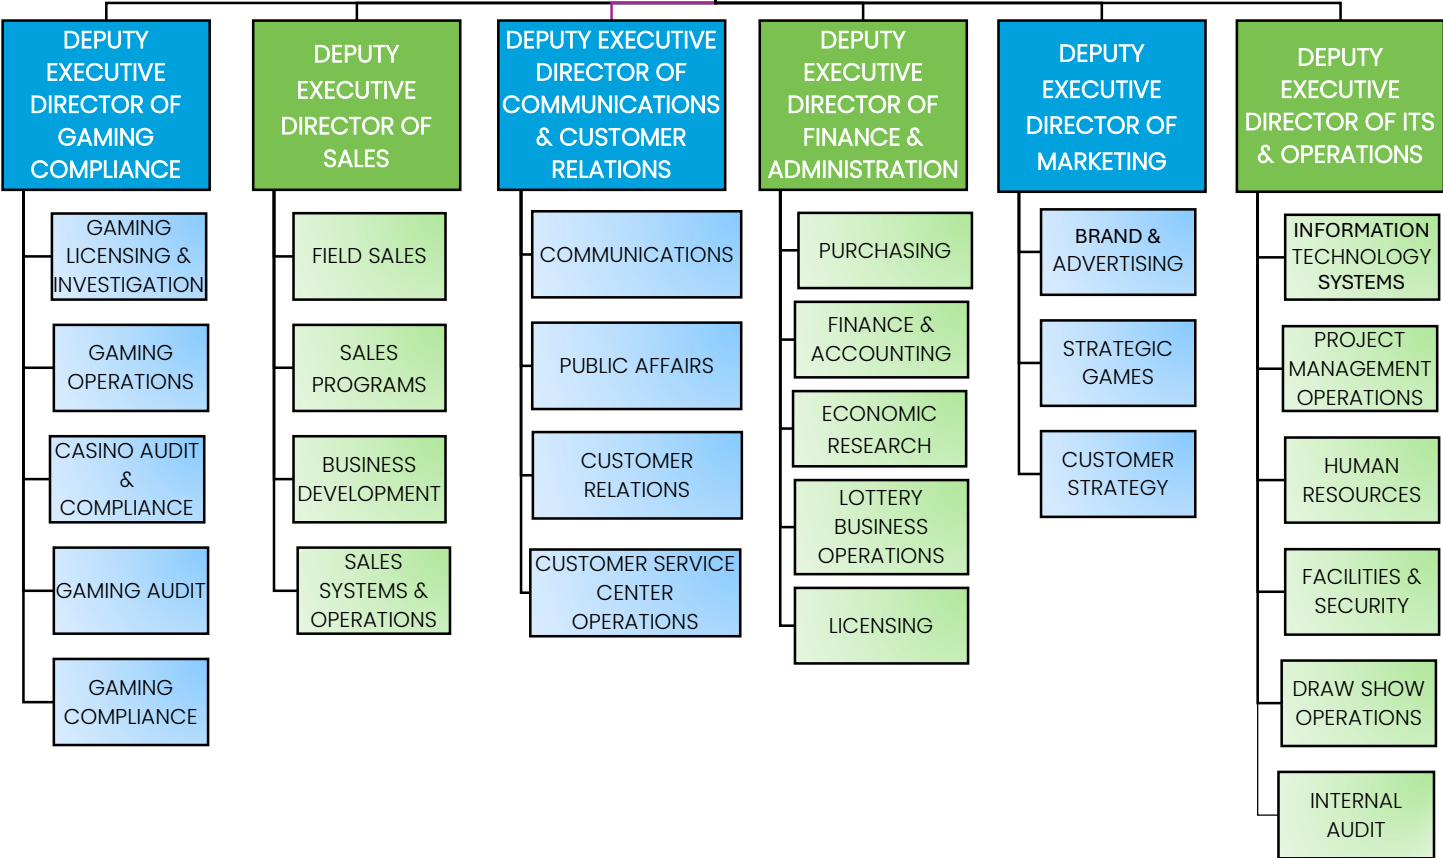 DEPUTY
EXECUTIVE
DIRECTOR OF
GAMING
COMPLIANCE
GAMING
LICENSING &
INVESTIGATION
GAMING
OPERATIONS
CASINO AUDIT
&
COMPLIANCE
GAMING AUDIT
GAMING
COMPLIANCE
DEPUTY
EXECUTIVE
DIRECTOR OF
SALES
FIELD SALES
SALES
PROGRAMS
BUSINESS
DEVELOPMENT
SALES
SYSTEMS &
OPERATIONS
DEPUTY EXECUTIVE
DIRECTOR OF
COMMUNICATIONS
& CUSTOMER
RELATIONS
COMMUNICATIONS
PUBLIC AFFAIRS
CUSTOMER
RELATIONS
CUSTOMER SERVICE
CENTER
OPERATIONS
DEPUTY
EXECUTIVE
DIRECTOR OF
FINANCE &
ADMINISTRATION
PURCHASING
FINANCE &
ACCOUNTING
ECONOMIC
RESEARCH
LOTTERY
BUSINESS
OPERATIONS
LICENSING
DEPUTY
EXECUTIVE
DIRECTOR OF
MARKETING
BRAND &
ADVERTISING
STRATEGIC
GAMES
CUSTOMER
STRATEGY
DEPUTY
EXECUTIVE
DIRECTOR OF ITS
& OPERATIONS
INFORMATION
TECHNOLOGY
SYSTEMS
PROJECT
MANAGEMENT
OPERATIONS
HUMAN
RESOURCES
FACILITIES &
SECURITY
DRAW SHOW
OPERATIONS
INTERNAL
AUDIT